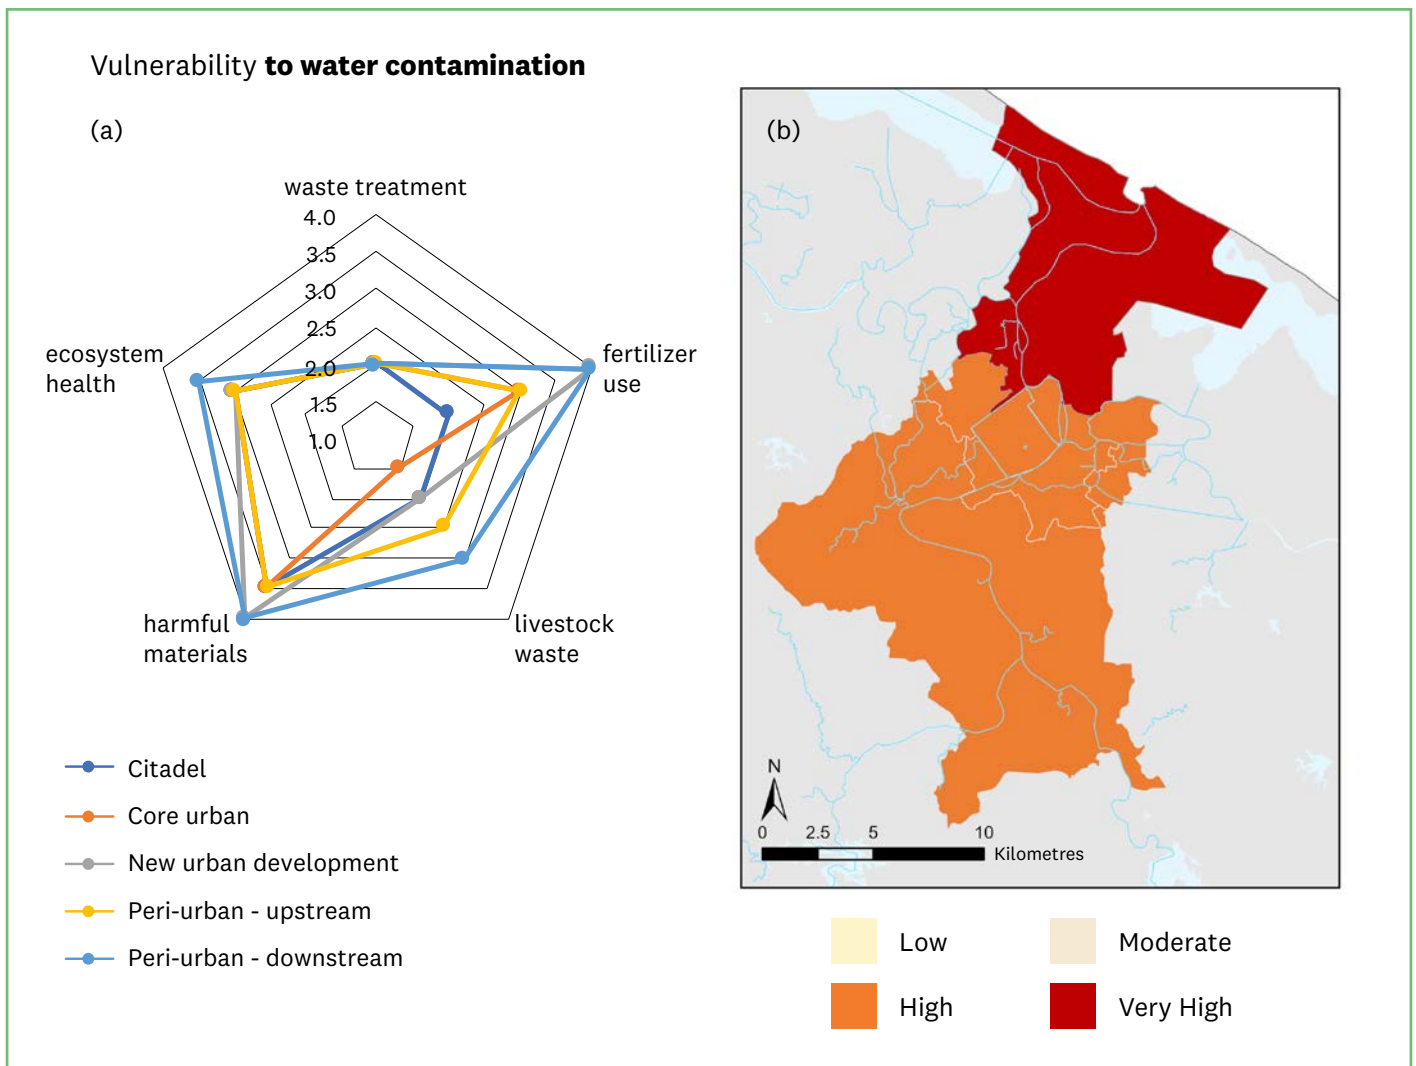 Vulnerability to water contamination
(a)
waste treatment
4.0
3.5
3.0
2.5
2.0
1.5
1.0
ecosystem
health
fertilizer
use
harmful
materials
livestock
waste
Citadel
Core urban
New urban development
Peri-urban - upstream
Peri-urban - downstream
(b)
N
0 2.5 5 10
Kilometres
Low
Moderate
High
Very High